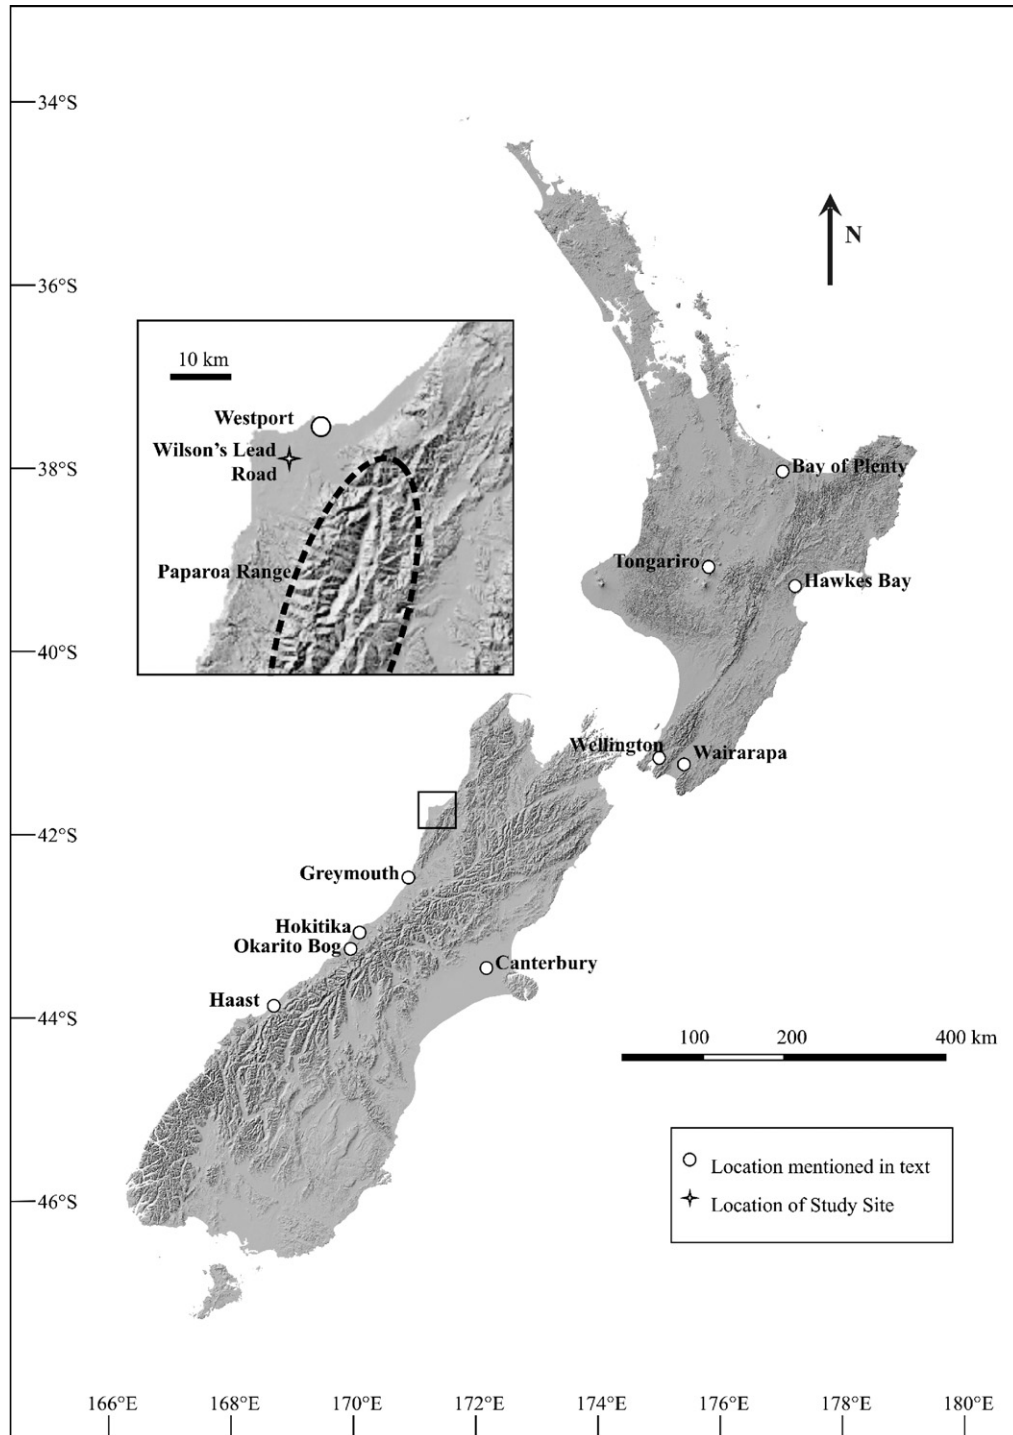 34°S
36°S
38°S
40°S
42°S
44°S
46°S
N
10 km
Westport
Wilson's Lead
Road
Paparoa Range
Bay of Plenty
Tongariro
Hawkes Bay
Wellington
Wairarapa
Greymouth
Hokitika
Okarito Bog
Canterbury
Haast
100 200 400 km
Location mentioned in text
Location of Study Site
166°E 168°E 170°E 172°E 174°E 176°E 178°E 180°E